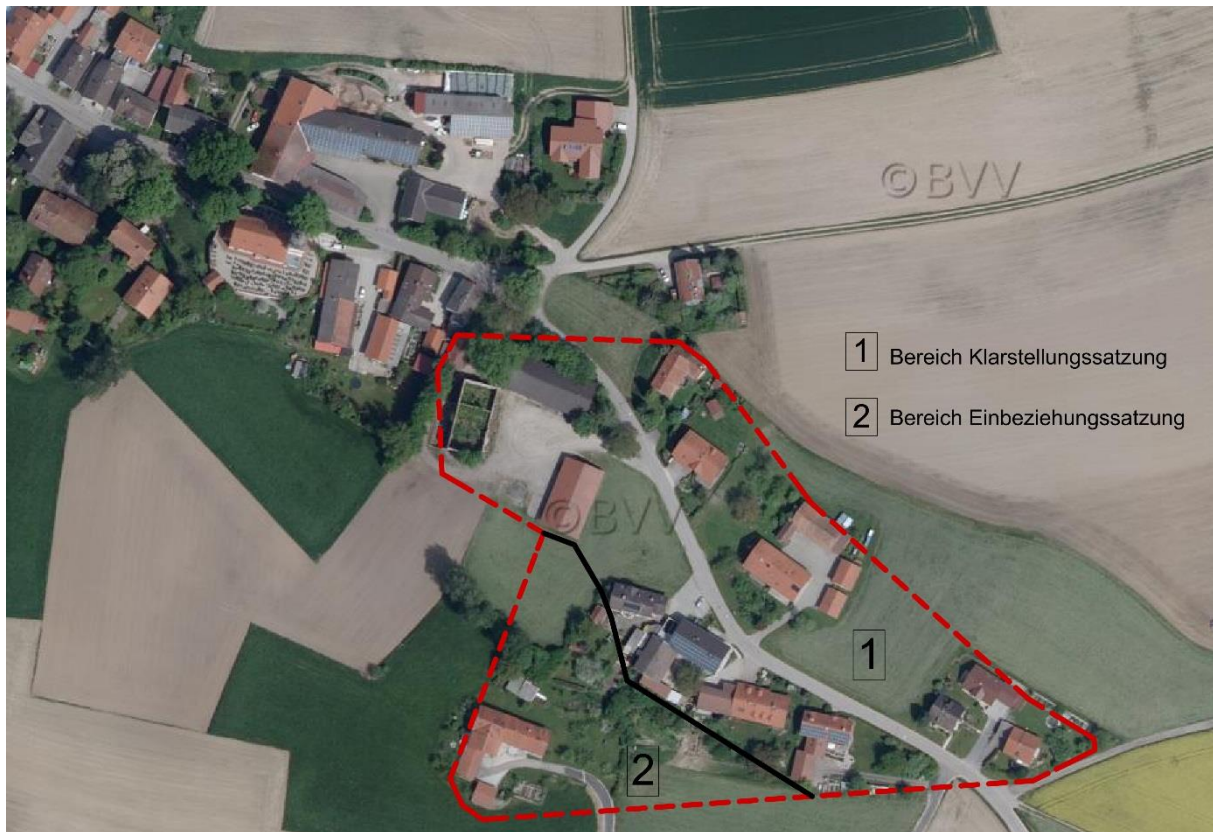 ©BVV
1 Bereich Klarstellungssatzung
2 Bereich Einbeziehungssatzung
©BVV
1
2